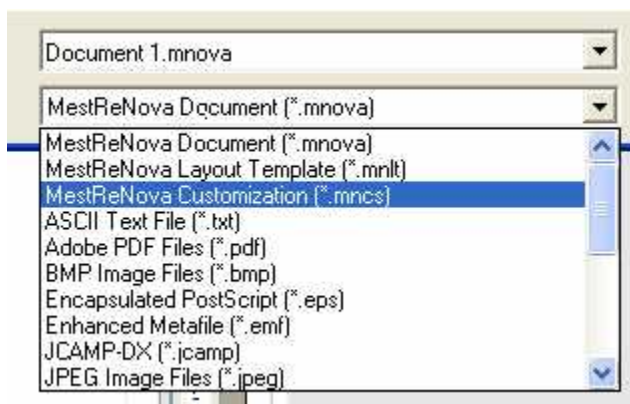 Document 1.mnova
MestReNova Document (*.mnova)
MestReNova Document (*.mnova)
MestReNova Layout Template (*.mnlt)
MestReNova Customization (*.mncs)
ASCII Text File (*.txt)
Adobe PDF Files (*.pdf)
BMP Image Files (*.bmp)
Encapsulated PostScript (*.eps)
Enhanced Metafile (*.emf)
JCAMP-DX (*.jcamp)
JPEG Image Files (*.jpeg)